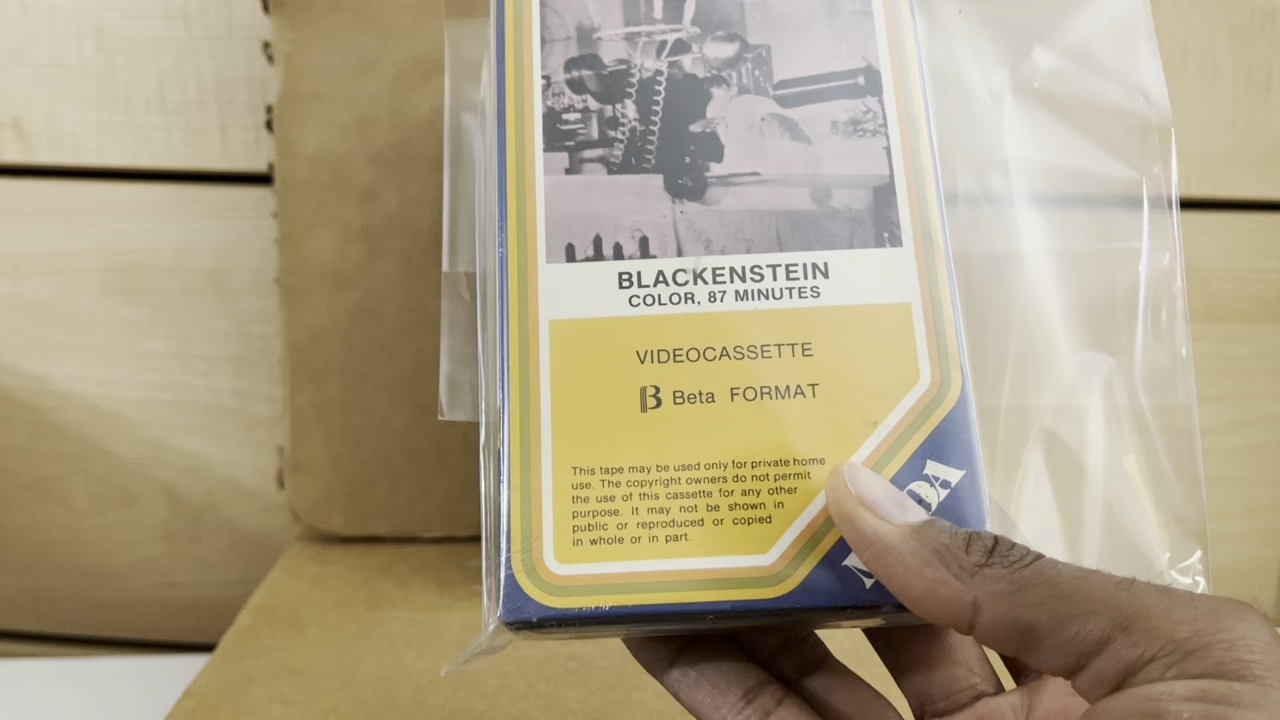 BLACKENSTEIN
COLOR, 87 MINUTES
VIDEOCASSETTE
Beta FORMAT
This tape may be used only for private home
use. The copyright owners do not permit
the use of this cassette for any other
purpose. It may not be shown in
public or reproduced or copied
in whole or in part.